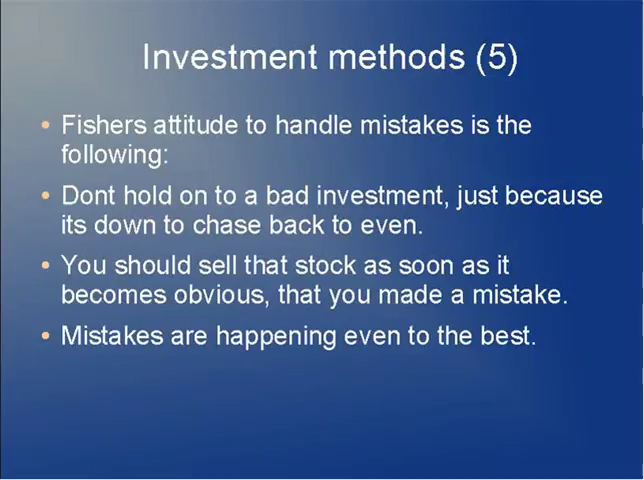 Investment methods (5)
• Fishers attitude to handle mistakes is the
following:
• Dont hold on to a bad investment, just because
its down to chase back to even.
• You should sell that stock as soon as it
becomes obvious, that you made a mistake.
• Mistakes are happening even to the best.